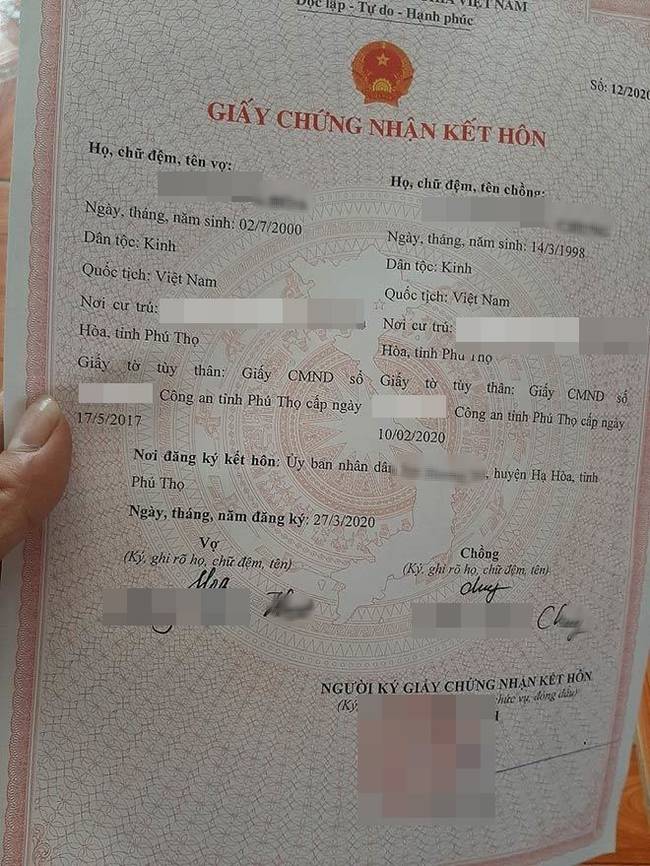 VIỆT NAM
Độc lập - Tự do - Hạnh phúc
Số: 12/2020
GIẤY CHỨNG NHẬN KẾT HÔN
Họ, chữ đệm, tên vợ:
Ngày, tháng, năm sinh: 02/7/2000
Dân tộc: Kinh
Quốc tịch: Việt Nam
Nơi cư trú:
Hòa, tỉnh Phú Thọ
Giấy tờ tùy thân: Giấy CMND số
Công an tỉnh Phú Thọ cấp ngày
17/5/2017
Họ, chữ đệm, tên chồng:
Ngày, tháng, năm sinh: 14/3/1998
Dân tộc: Kinh
Quốc tịch: Việt Nam
Nơi cư trú:
Hòa, tỉnh Phú Thọ
Giấy tờ tùy thân: Giấy CMND số
Công an tỉnh Phú Thọ cấp ngày
10/02/2020
Nơi đăng ký kết hôn: Ủy ban nhân dân , huyện Hạ Hòa, tỉnh
Phú Thọ
Ngày, tháng, năm đăng ký: 27/3/2020
Vợ
(Ký, ghi rõ họ, chữ đệm, tên)
Chồng
(Ký, ghi rõ họ, chữ đệm, tên)
NGƯỜI KÝ GIẤY CHỨNG NHẬN KẾT HÔN
(Ký, chức vụ, đóng dấu)